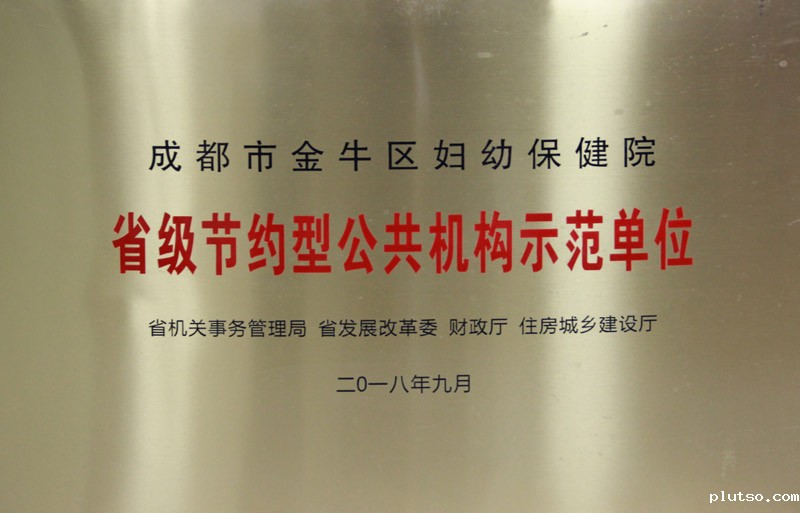 成都市金牛区妇幼保健院
省级节约型公共机构示范单位
省机关事务管理局 省发展改革委 财政厅 住房城乡建设厅
二〇一八年九月
plutso.com